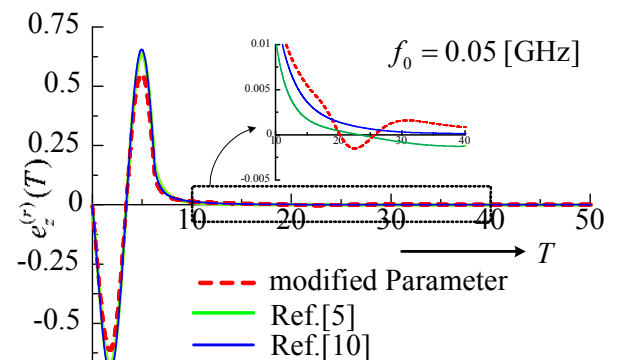 0.75
0.01
f₀ = 0.05 [GHz]
0.5
0.005
0.25
0
10 20 30 40
-0.005
e_z^(r)(T)
0
10 20 30 40 50
T
-0.25
modified Parameter
-0.5
Ref.[5]
Ref.[10]